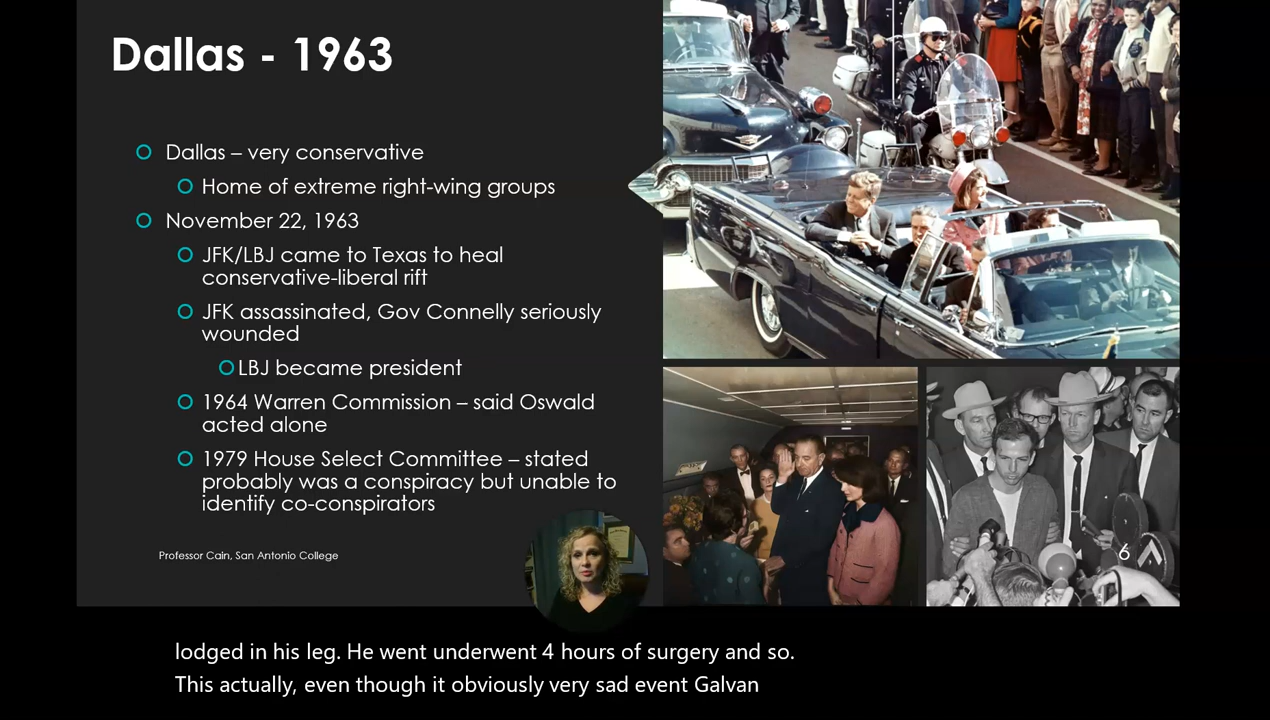 Dallas - 1963
Dallas – very conservative
Home of extreme right-wing groups
November 22, 1963
JFK/LBJ came to Texas to heal
conservative-liberal rift
JFK assassinated, Gov Connelly seriously
wounded
LBJ became president
1964 Warren Commission – said Oswald
acted alone
1979 House Select Committee – stated
probably was a conspiracy but unable to
identify co-conspirators
Professor Cain, San Antonio College
6
lodged in his leg. He went underwent 4 hours of surgery and so.
This actually, even though it obviously very sad event Galvan